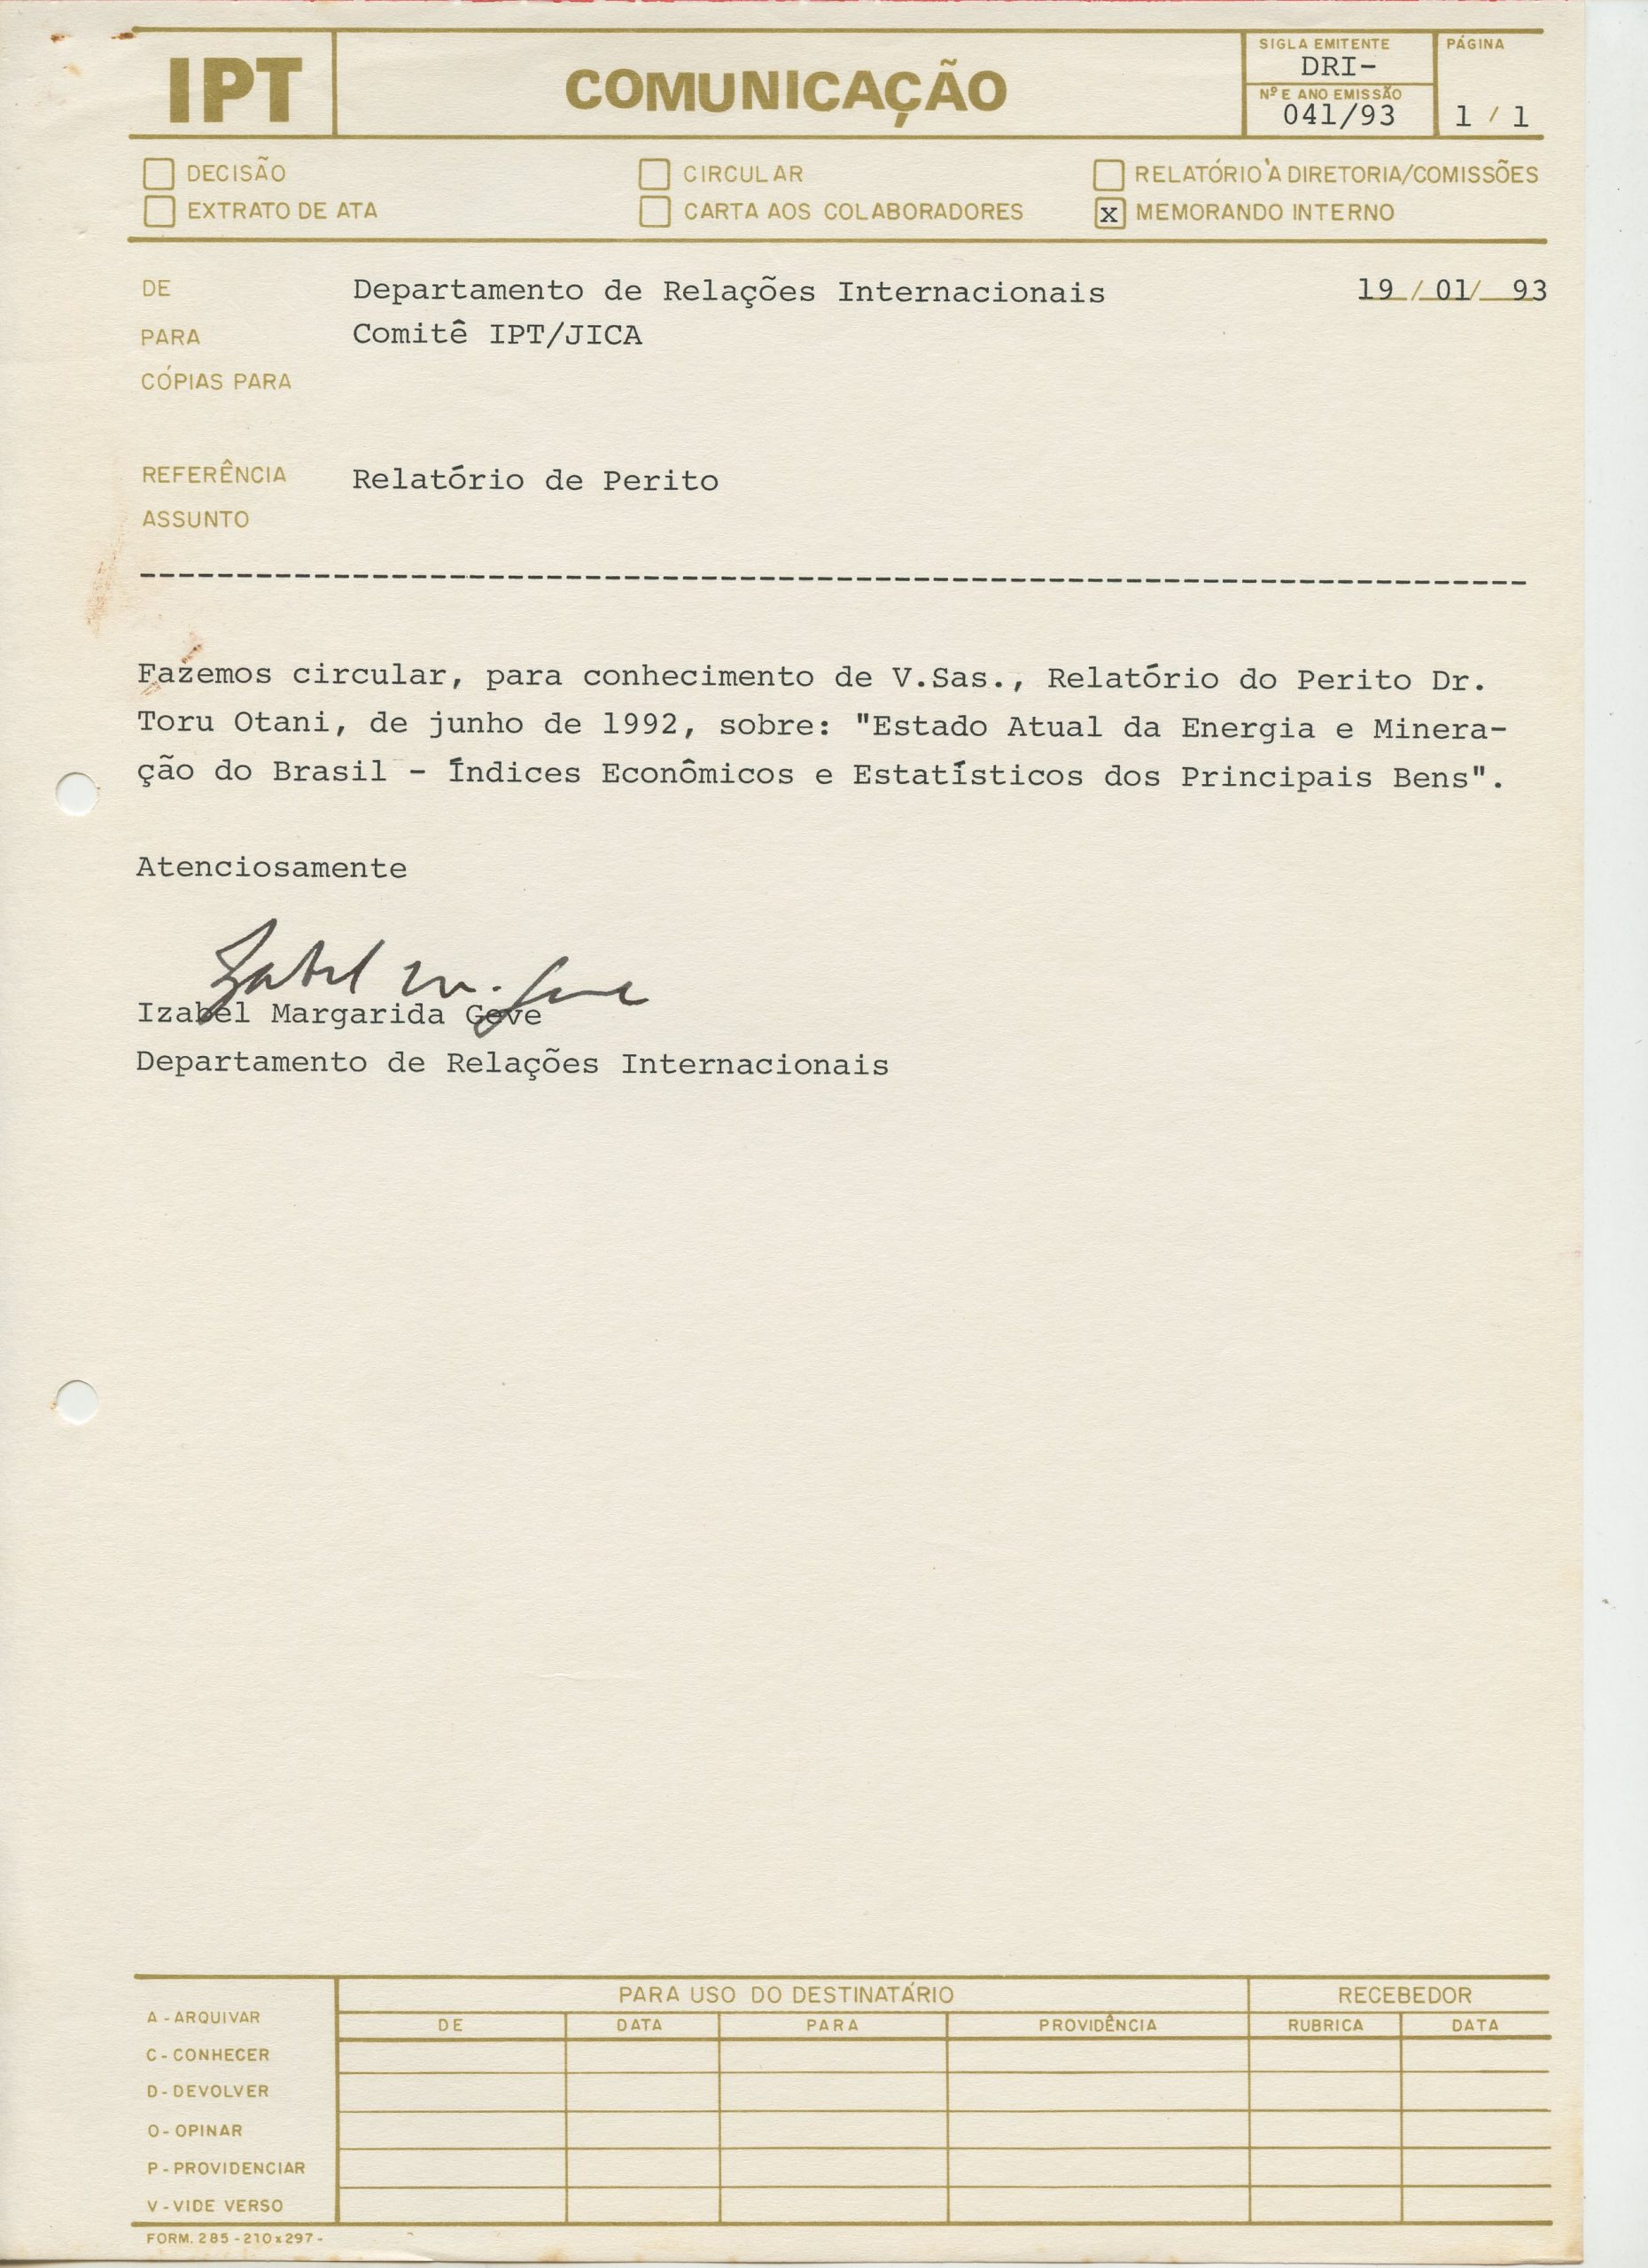 IPT
COMUNICAÇÃO
SIGLA EMITENTE
DRI-
Nº E ANO EMISSÃO
041/93
PÁGINA
1 / 1
DECISÃO
CIRCULAR
RELATÓRIO À DIRETORIA/COMISSÕES
EXTRATO DE ATA
CARTA AOS COLABORADORES
x MEMORANDO INTERNO
DE Departamento de Relações Internacionais 19 / 01/ 93
PARA Comitê IPT/JICA
CÓPIAS PARA
REFERÊNCIA Relatório de Perito
ASSUNTO
Fazemos circular, para conhecimento de V.Sas., Relatório do Perito Dr.
Toru Otani, de junho de 1992, sobre: "Estado Atual da Energia e Minera-
ção do Brasil - Índices Econômicos e Estatísticos dos Principais Bens".
Atenciosamente
Izabel M. Geve
Izabel Margarida Geve
Departamento de Relações Internacionais
PARA USO DO DESTINATÁRIO RECEBEDOR
DE DATA PARA PROVIDÊNCIA RUBRICA DATA
A - ARQUIVAR
C - CONHECER
D - DEVOLVER
O - OPINAR
P - PROVIDENCIAR
V - VIDE VERSO
FORM. 285 - 210x297 -